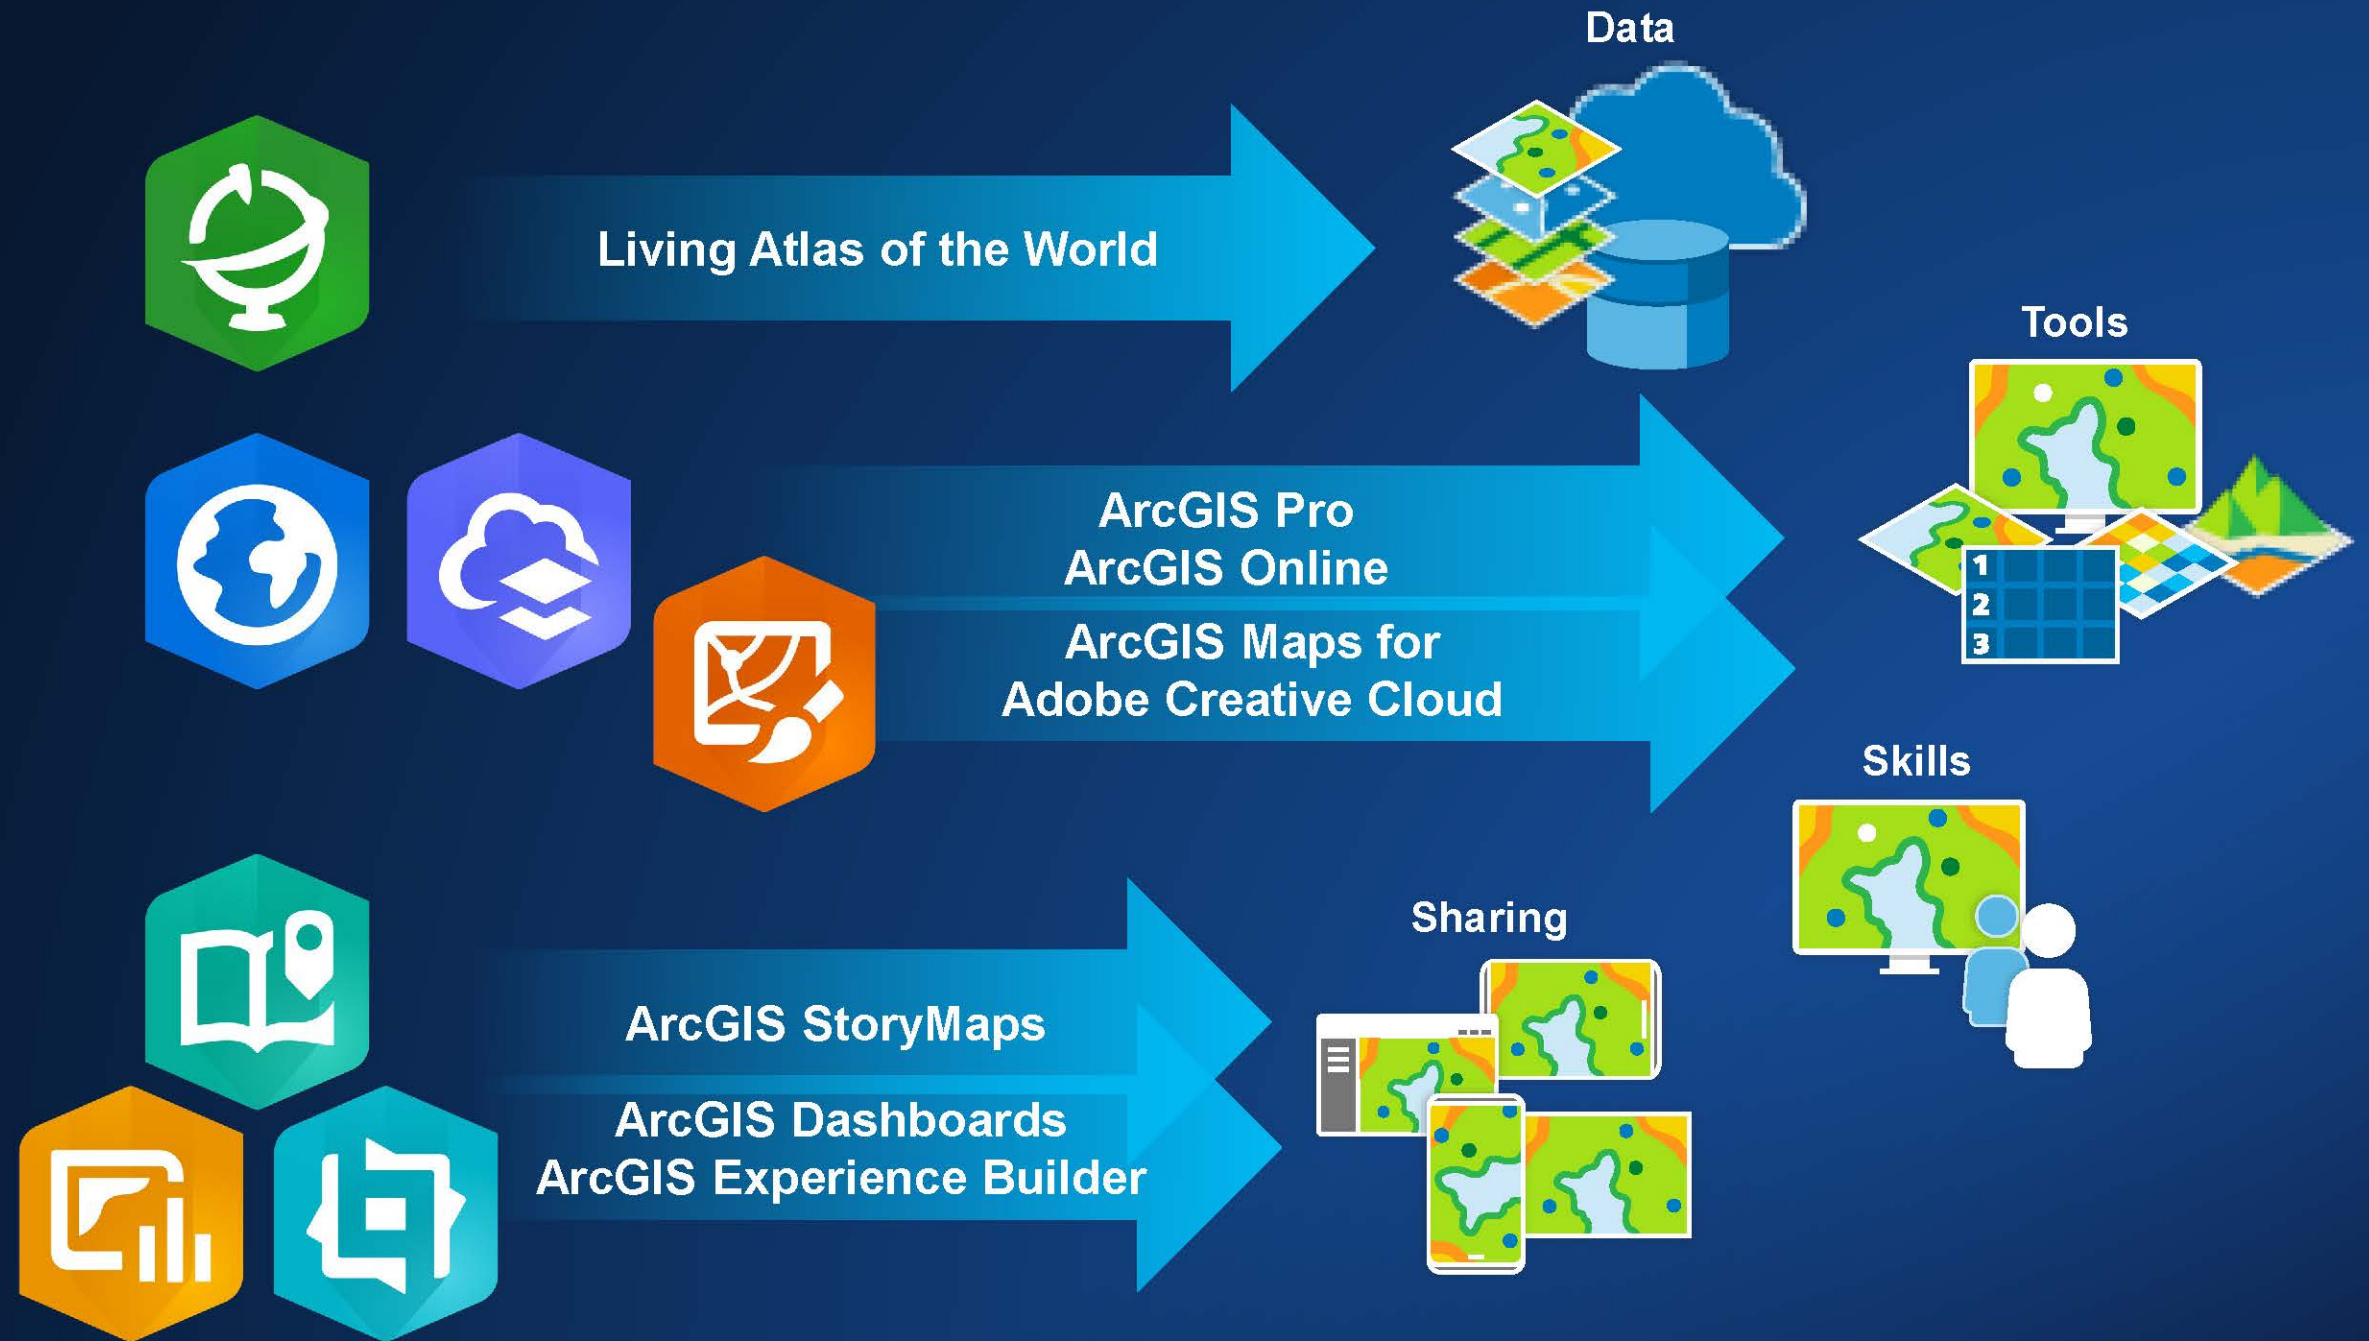 Data
Living Atlas of the World
Tools
ArcGIS Pro
ArcGIS Online
ArcGIS Maps for
Adobe Creative Cloud
1
2
3
Skills
Sharing
ArcGIS StoryMaps
ArcGIS Dashboards
ArcGIS Experience Builder